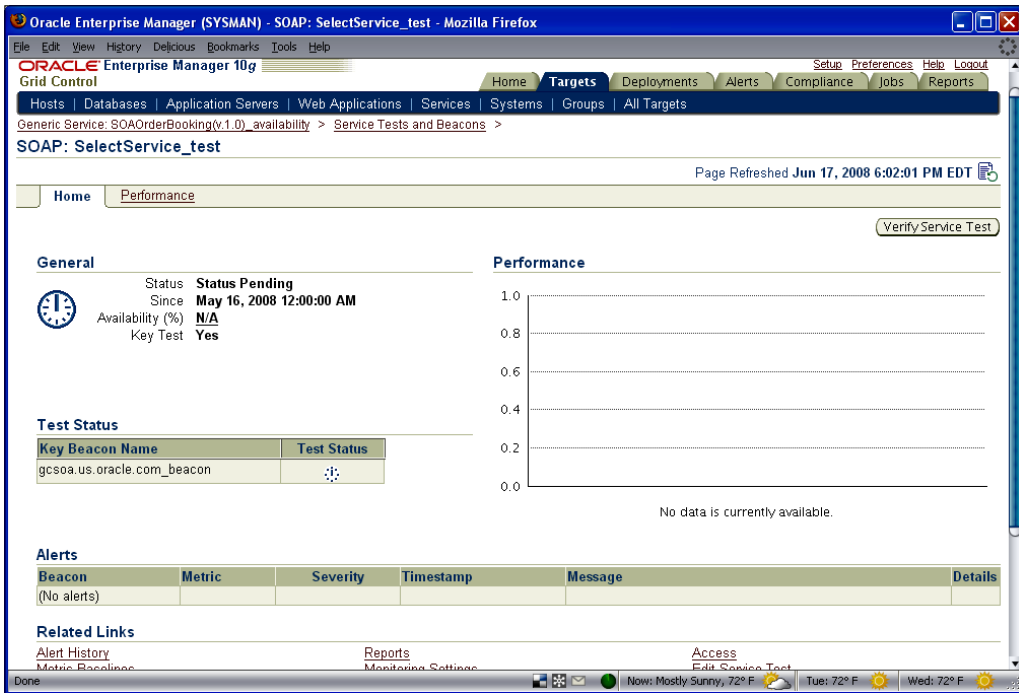 Oracle Enterprise Manager (SYSMAN) - SOAP: SelectService_test - Mozilla Firefox
File Edit View History Delicious Bookmarks Tools Help
ORACLE Enterprise Manager 10g
Setup Preferences Help Logout
Grid Control
Home Targets Deployments Alerts Compliance Jobs Reports
Hosts | Databases | Application Servers | Web Applications | Services | Systems | Groups | All Targets
Generic Service: SOAOrderBooking(v.1.0)_availability > Service Tests and Beacons >
SOAP: SelectService_test
Page Refreshed Jun 17, 2008 6:02:01 PM EDT
Home Performance
Verify Service Test
General
Status Status Pending
Since May 16, 2008 12:00:00 AM
Availability (%) N/A
Key Test Yes
Performance
1.0
0.8
0.6
0.4
0.2
0.0
No data is currently available.
Test Status
Key Beacon Name Test Status
gcsoa.us.oracle.com_beacon
Alerts
Beacon Metric Severity Timestamp Message Details
(No alerts)
Related Links
Alert History Reports Access
Metric Baselines Monitoring Settings Edit Service Test
Done Now: Mostly Sunny, 72° F Tue: 72° F Wed: 72° F